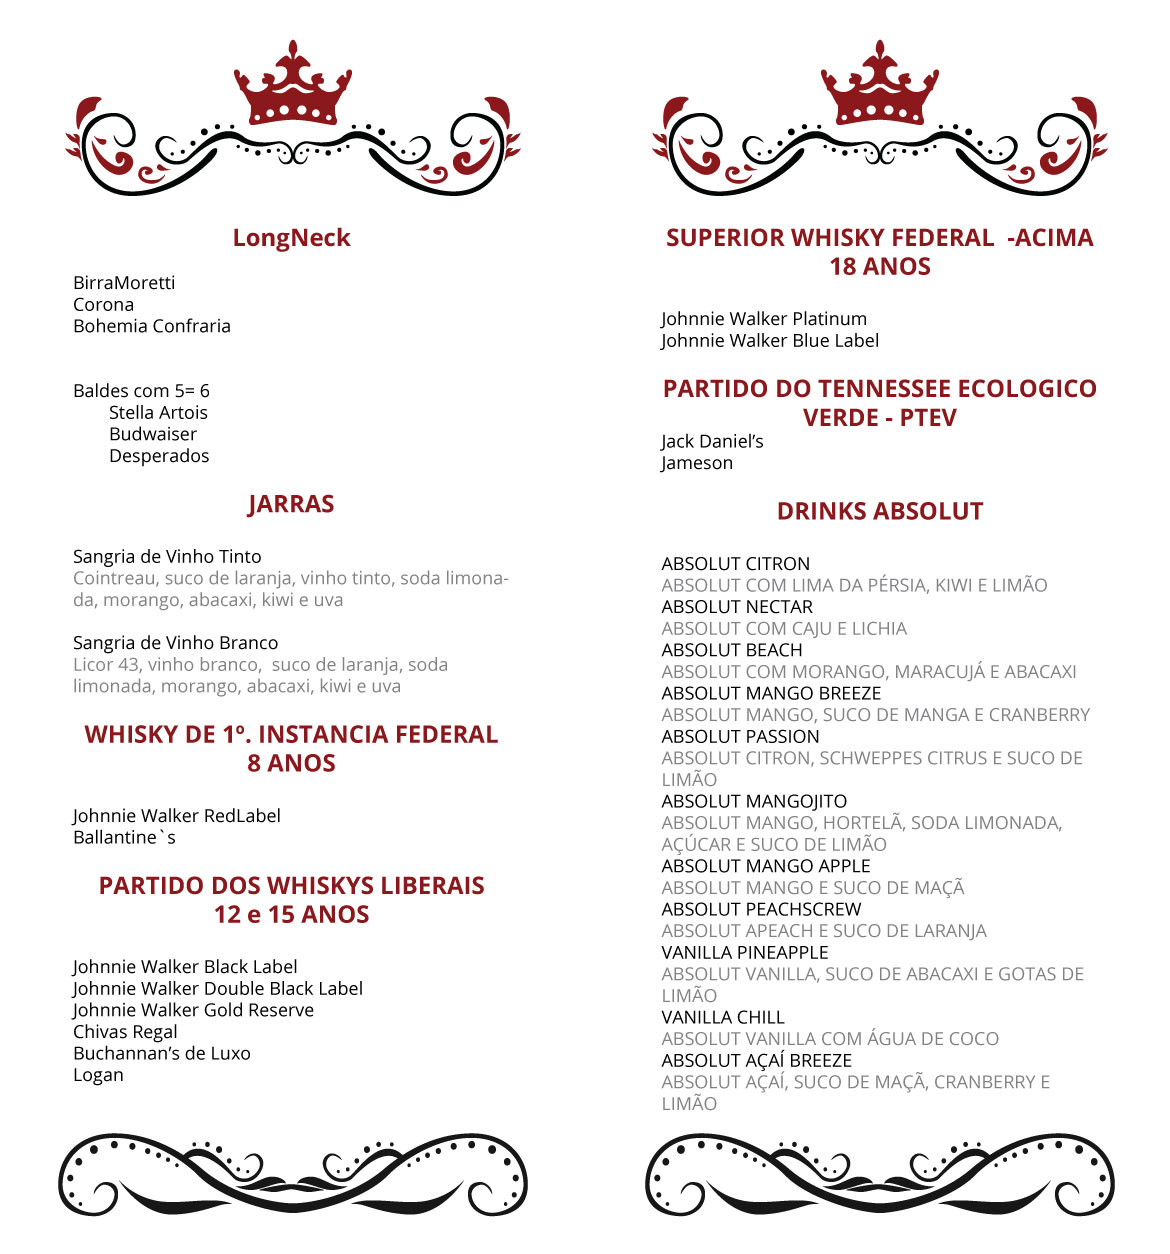 LongNeck
BirraMoretti
Corona
Bohemia Confraria
Baldes com 5= 6
Stella Artois
Budwaiser
Desperados
JARRAS
Sangria de Vinho Tinto
Cointreau, suco de laranja, vinho tinto, soda limona-
da, morango, abacaxi, kiwi e uva
Sangria de Vinho Branco
Licor 43, vinho branco,  suco de laranja, soda
limonada, morango, abacaxi, kiwi e uva
WHISKY DE 1º. INSTANCIA FEDERAL
8 ANOS
Johnnie Walker RedLabel
Ballantine`s
PARTIDO DOS WHISKYS LIBERAIS
12 e 15 ANOS
Johnnie Walker Black Label
Johnnie Walker Double Black Label
Johnnie Walker Gold Reserve
Chivas Regal
Buchannan’s de Luxo
Logan
SUPERIOR WHISKY FEDERAL  -ACIMA
18 ANOS
Johnnie Walker Platinum
Johnnie Walker Blue Label
PARTIDO DO TENNESSEE ECOLOGICO
VERDE - PTEV
Jack Daniel’s
Jameson
DRINKS ABSOLUT
ABSOLUT CITRON
ABSOLUT COM LIMA DA PÉRSIA, KIWI E LIMÃO
ABSOLUT NECTAR
ABSOLUT COM CAJU E LICHIA
ABSOLUT BEACH
ABSOLUT COM MORANGO, MARACUJÁ E ABACAXI
ABSOLUT MANGO BREEZE
ABSOLUT MANGO, SUCO DE MANGA E CRANBERRY
ABSOLUT PASSION
ABSOLUT CITRON, SCHWEPPES CITRUS E SUCO DE
LIMÃO
ABSOLUT MANGOJITO
ABSOLUT MANGO, HORTELÃ, SODA LIMONADA,
AÇÚCAR E SUCO DE LIMÃO
ABSOLUT MANGO APPLE
ABSOLUT MANGO E SUCO DE MAÇÃ
ABSOLUT PEACHSCREW
ABSOLUT APEACH E SUCO DE LARANJA
VANILLA PINEAPPLE
ABSOLUT VANILLA, SUCO DE ABACAXI E GOTAS DE
LIMÃO
VANILLA CHILL
ABSOLUT VANILLA COM ÁGUA DE COCO
ABSOLUT AÇAÍ BREEZE
ABSOLUT AÇAÍ, SUCO DE MAÇÃ, CRANBERRY E
LIMÃO